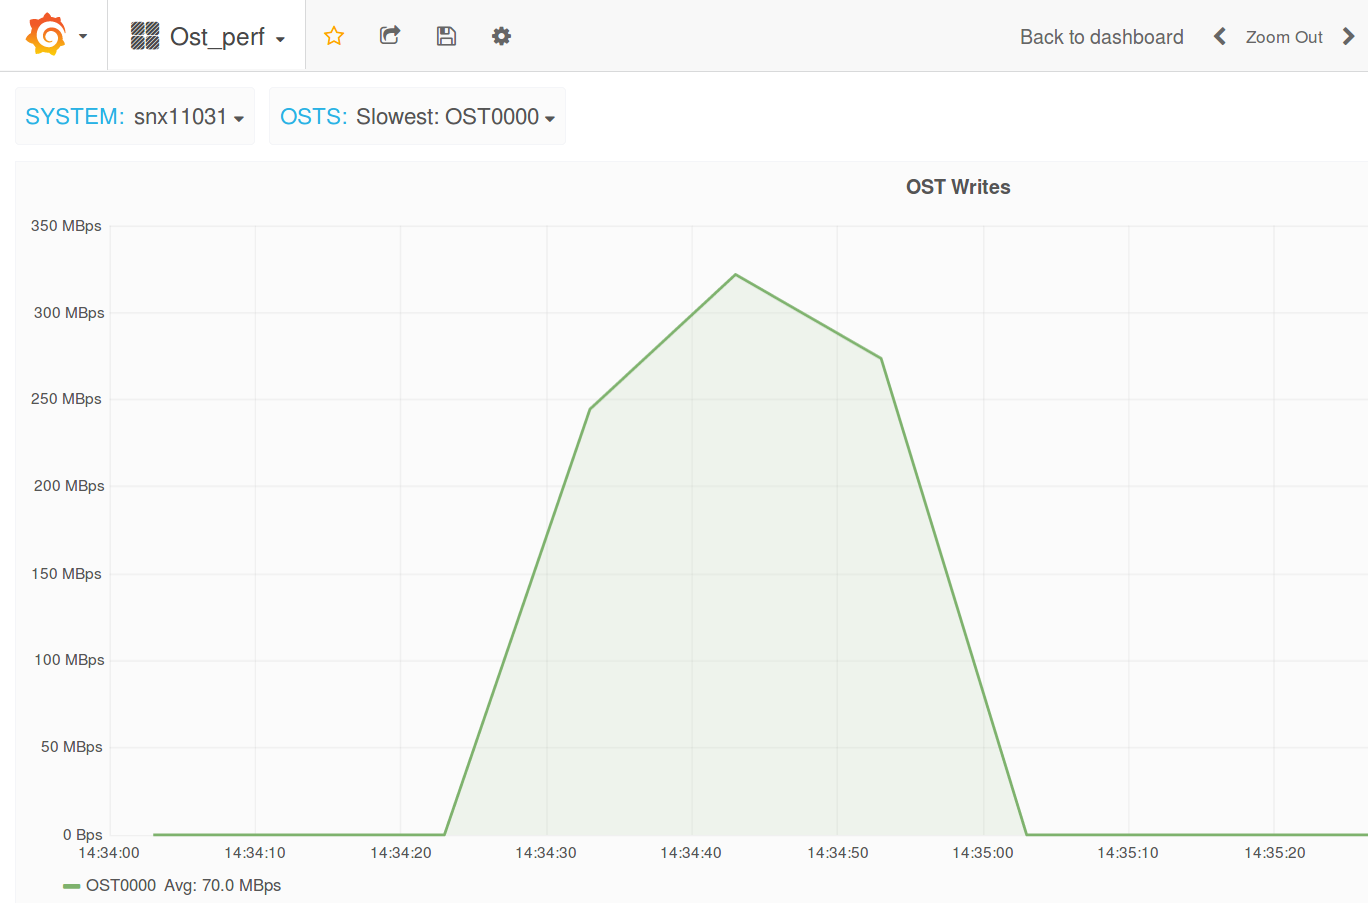 Ost_perf
Back to dashboard
Zoom Out
SYSTEM: snx11031
OSTS: Slowest: OST0000
OST Writes
350 MBps
300 MBps
250 MBps
200 MBps
150 MBps
100 MBps
50 MBps
0 Bps
14:34:00 14:34:10 14:34:20 14:34:30 14:34:40 14:34:50 14:35:00 14:35:10 14:35:20
OST0000 Avg: 70.0 MBps